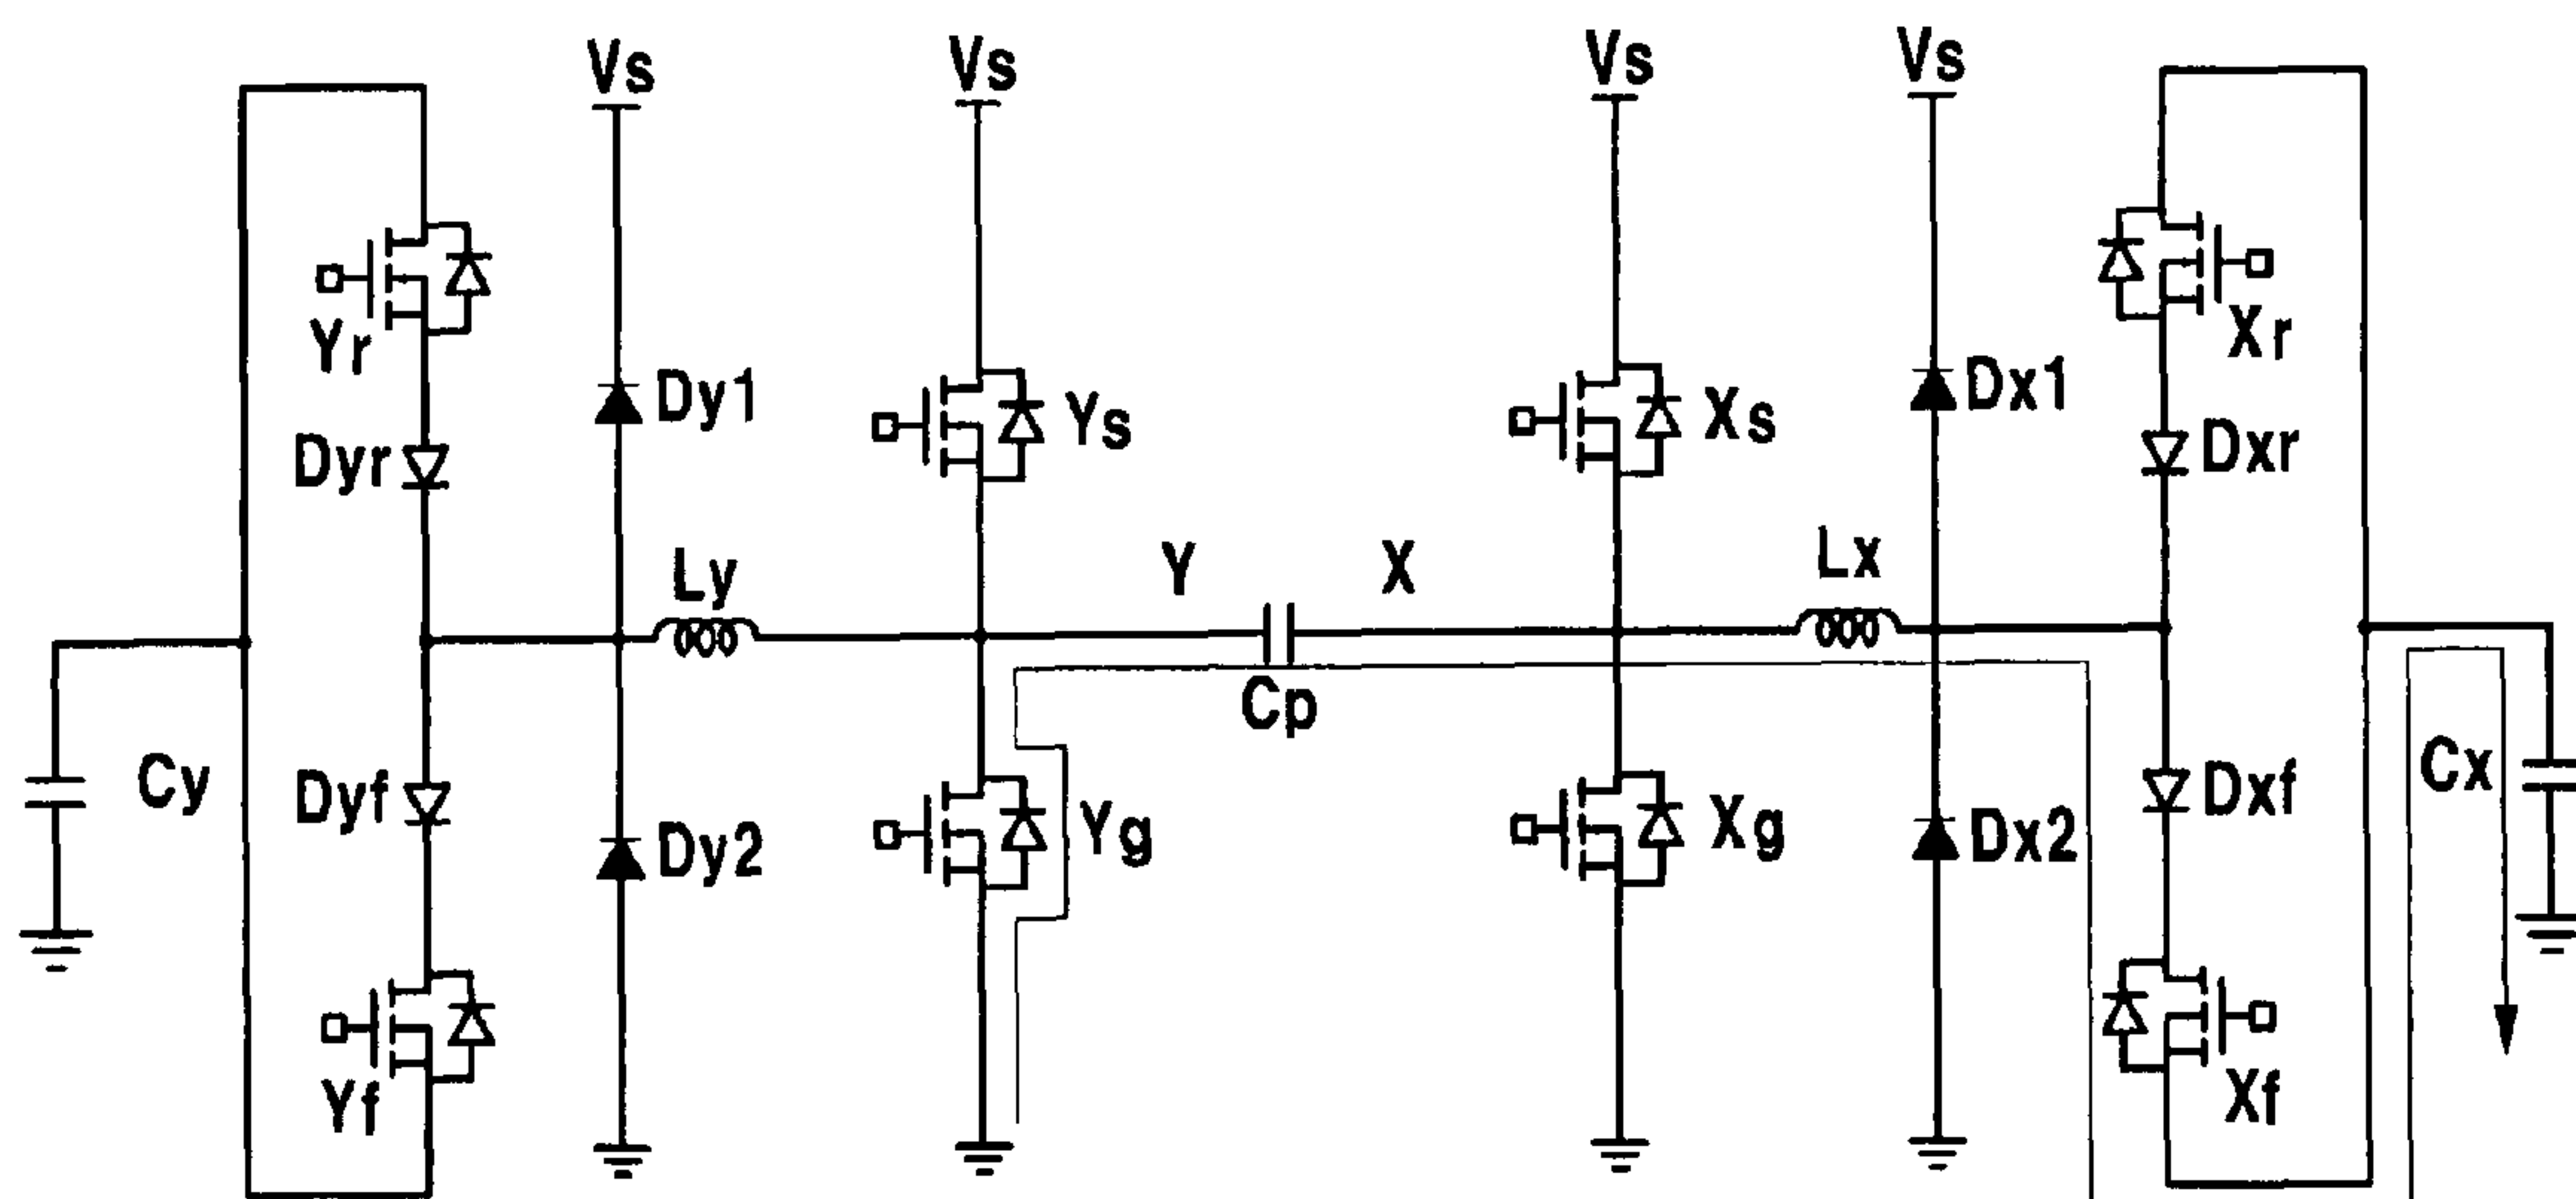 Vs
Vs
Vs
Vs
Yr
Dyr
Dy1
Ys
Xs
Dx1
Xr
Dxr
Ly
Y
X
Lx
Cp
Cy
Dyf
Dy2
Yg
Xg
Dx2
Dxf
Cx
Yf
Xf